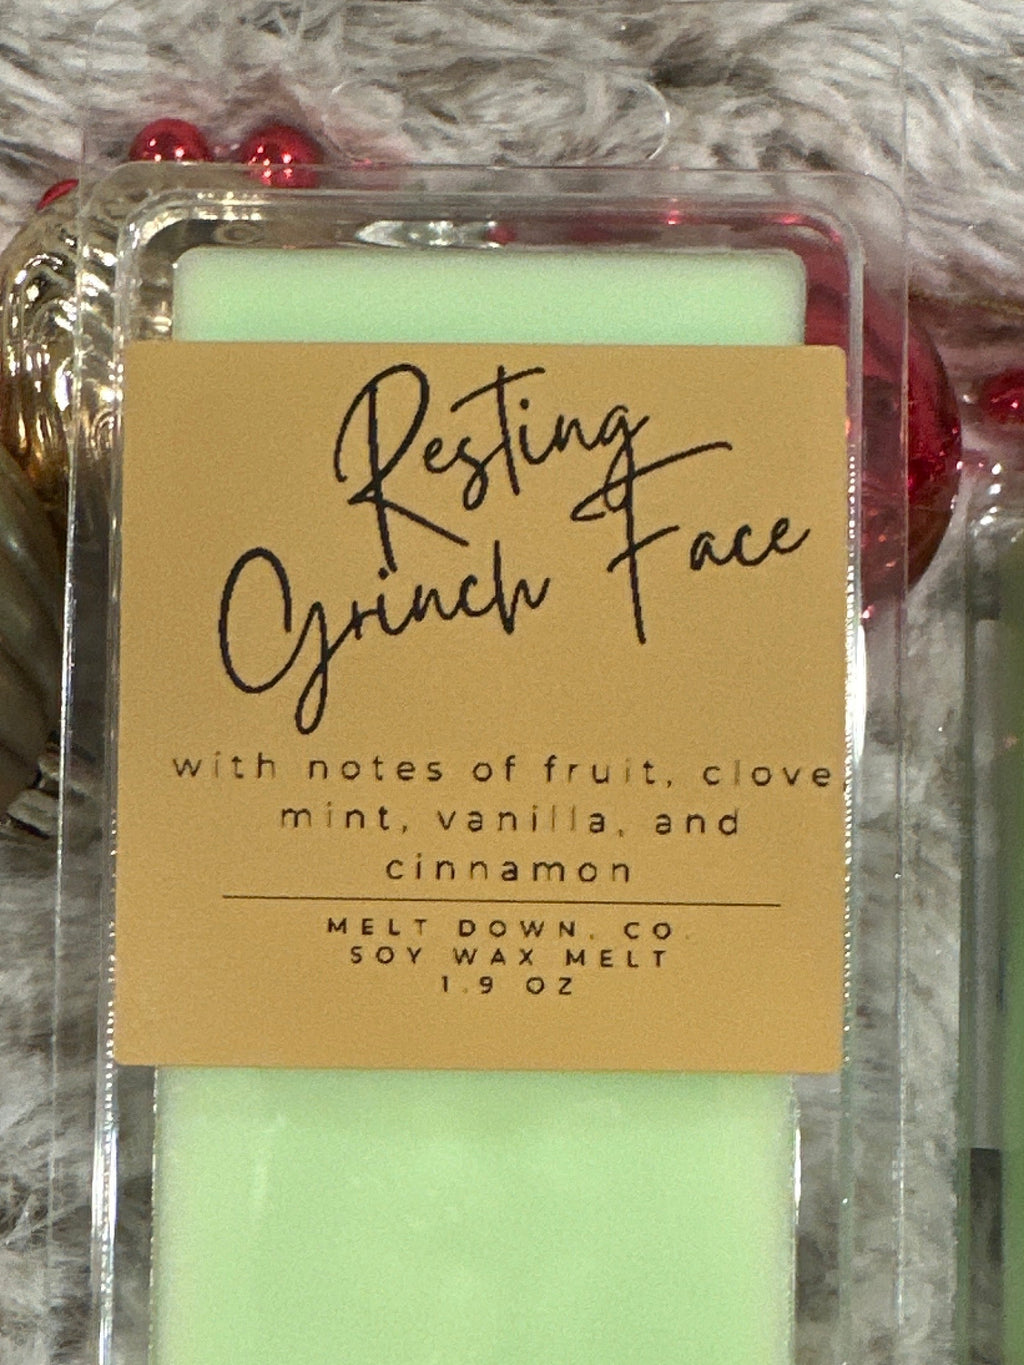 Resting
Grinch Face
with notes of fruit, clove,
mint, vanilla, and
cinnamon
MELT DOWN. CO.
SOY WAX MELT
1.9 OZ